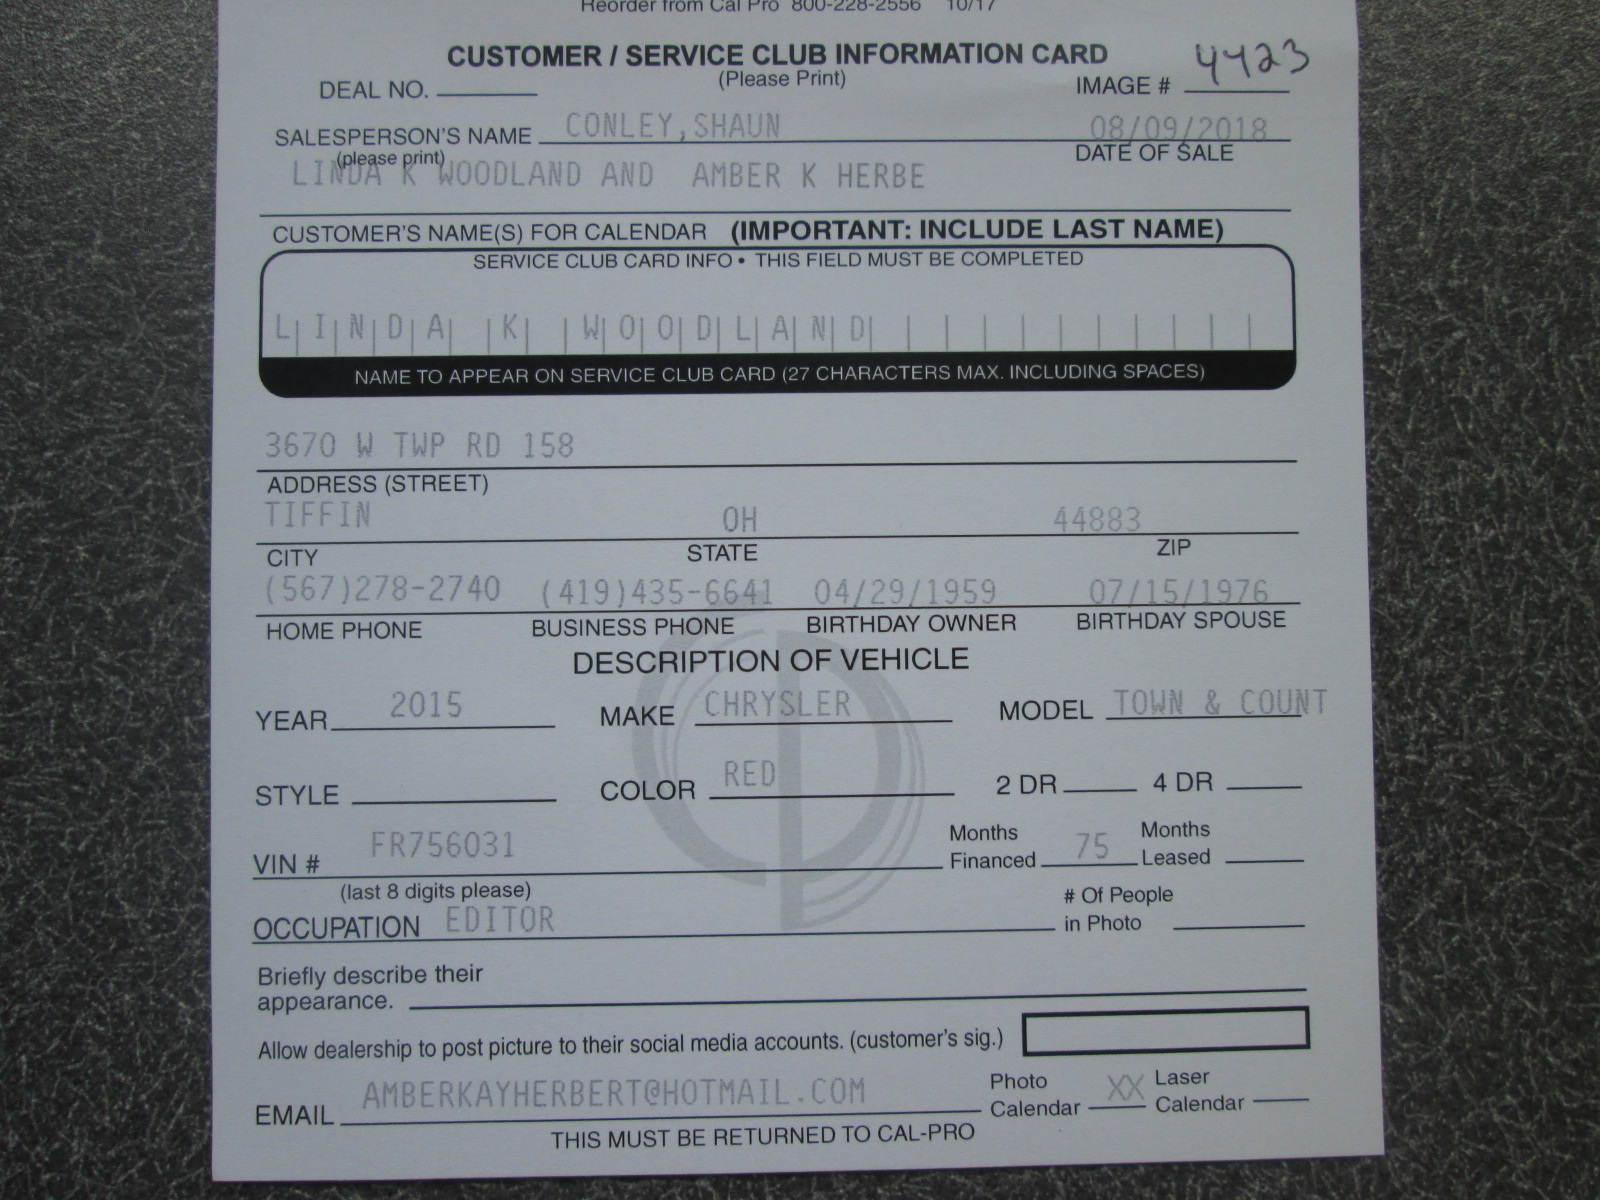 Reorder from Cal Pro 800-228-2556 10/17
CUSTOMER / SERVICE CLUB INFORMATION CARD 4423
DEAL NO. (Please Print) IMAGE #
SALESPERSON'S NAME CONLEY,SHAUN 08/09/2018
(please print) DATE OF SALE
LINDA K WOODLAND AND AMBER K HERBE
CUSTOMER'S NAME(S) FOR CALENDAR (IMPORTANT: INCLUDE LAST NAME)
SERVICE CLUB CARD INFO • THIS FIELD MUST BE COMPLETED
LINDA K WOODLAND
NAME TO APPEAR ON SERVICE CLUB CARD (27 CHARACTERS MAX. INCLUDING SPACES)
3670 W TWP RD 158
ADDRESS (STREET)
TIFFIN OH 44883
CITY STATE ZIP
(567)278-2740 (419)435-6641 04/29/1959 07/15/1976
HOME PHONE BUSINESS PHONE BIRTHDAY OWNER BIRTHDAY SPOUSE
DESCRIPTION OF VEHICLE
YEAR 2015 MAKE CHRYSLER MODEL TOWN & COUNT
STYLE COLOR RED 2 DR 4 DR
VIN # FR756031 Months Financed 75 Months Leased
(last 8 digits please)
OCCUPATION EDITOR # Of People in Photo
Briefly describe their
appearance.
Allow dealership to post picture to their social media accounts. (customer's sig.)
EMAIL AMBERKAYHERBERT@HOTMAIL.COM Photo Calendar XX Laser Calendar
THIS MUST BE RETURNED TO CAL-PRO